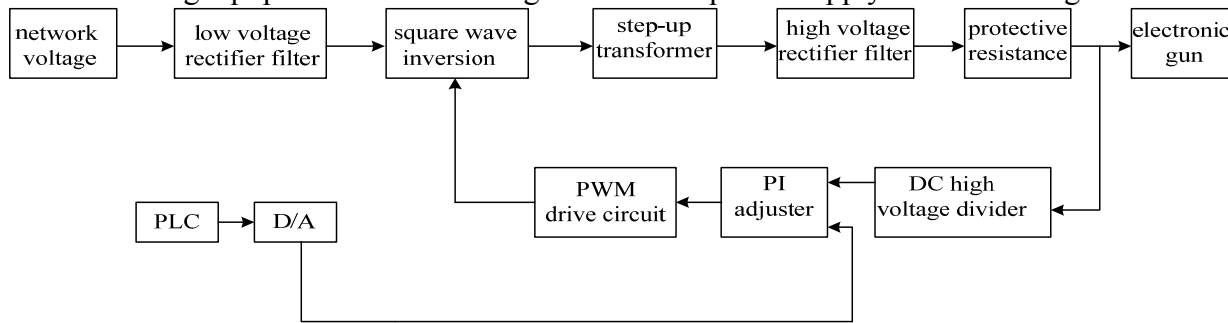 network
voltage
low voltage
rectifier filter
square wave
inversion
step-up
transformer
high voltage
rectifier filter
protective
resistance
electronic
gun
PWM
drive circuit
PI
adjuster
DC high
voltage divider
PLC
D/A